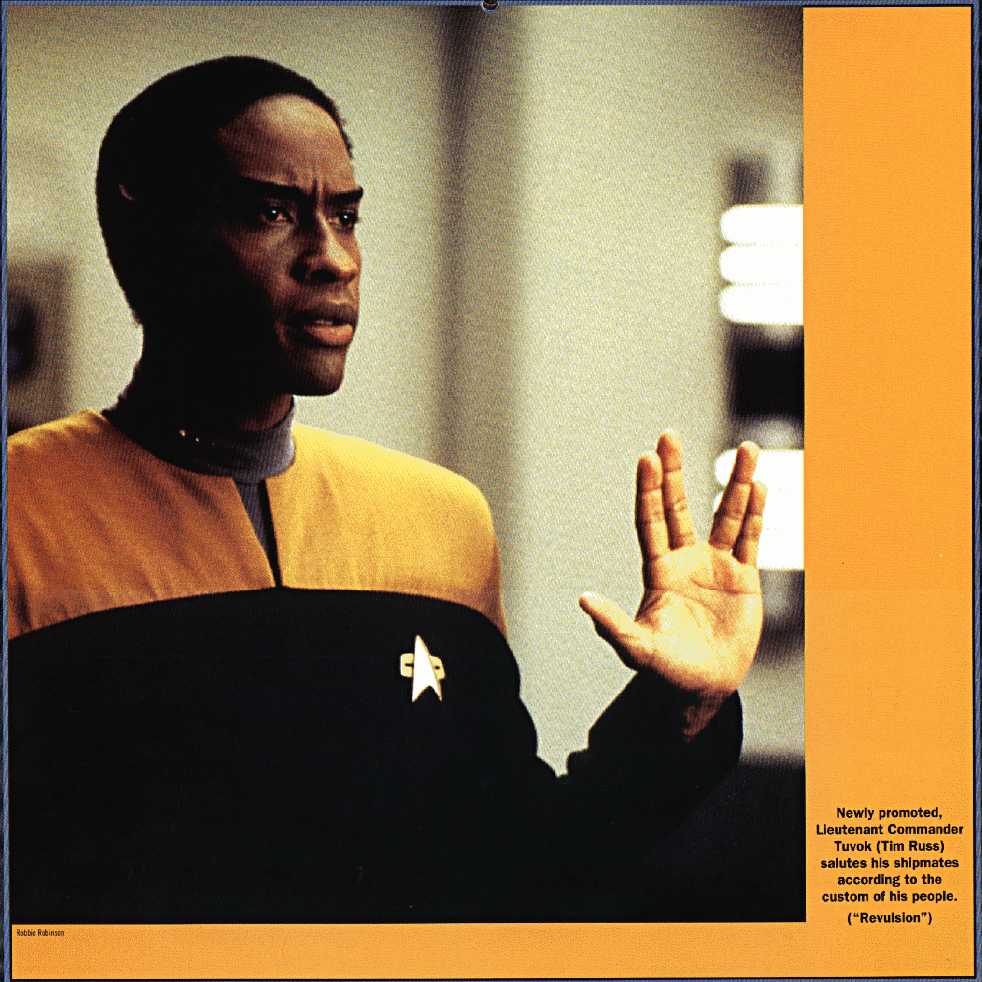 Newly promoted,
Lieutenant Commander
Tuvok (Tim Russ)
salutes his shipmates
according to the
custom of his people.
("Revulsion")
Robbie Robinson